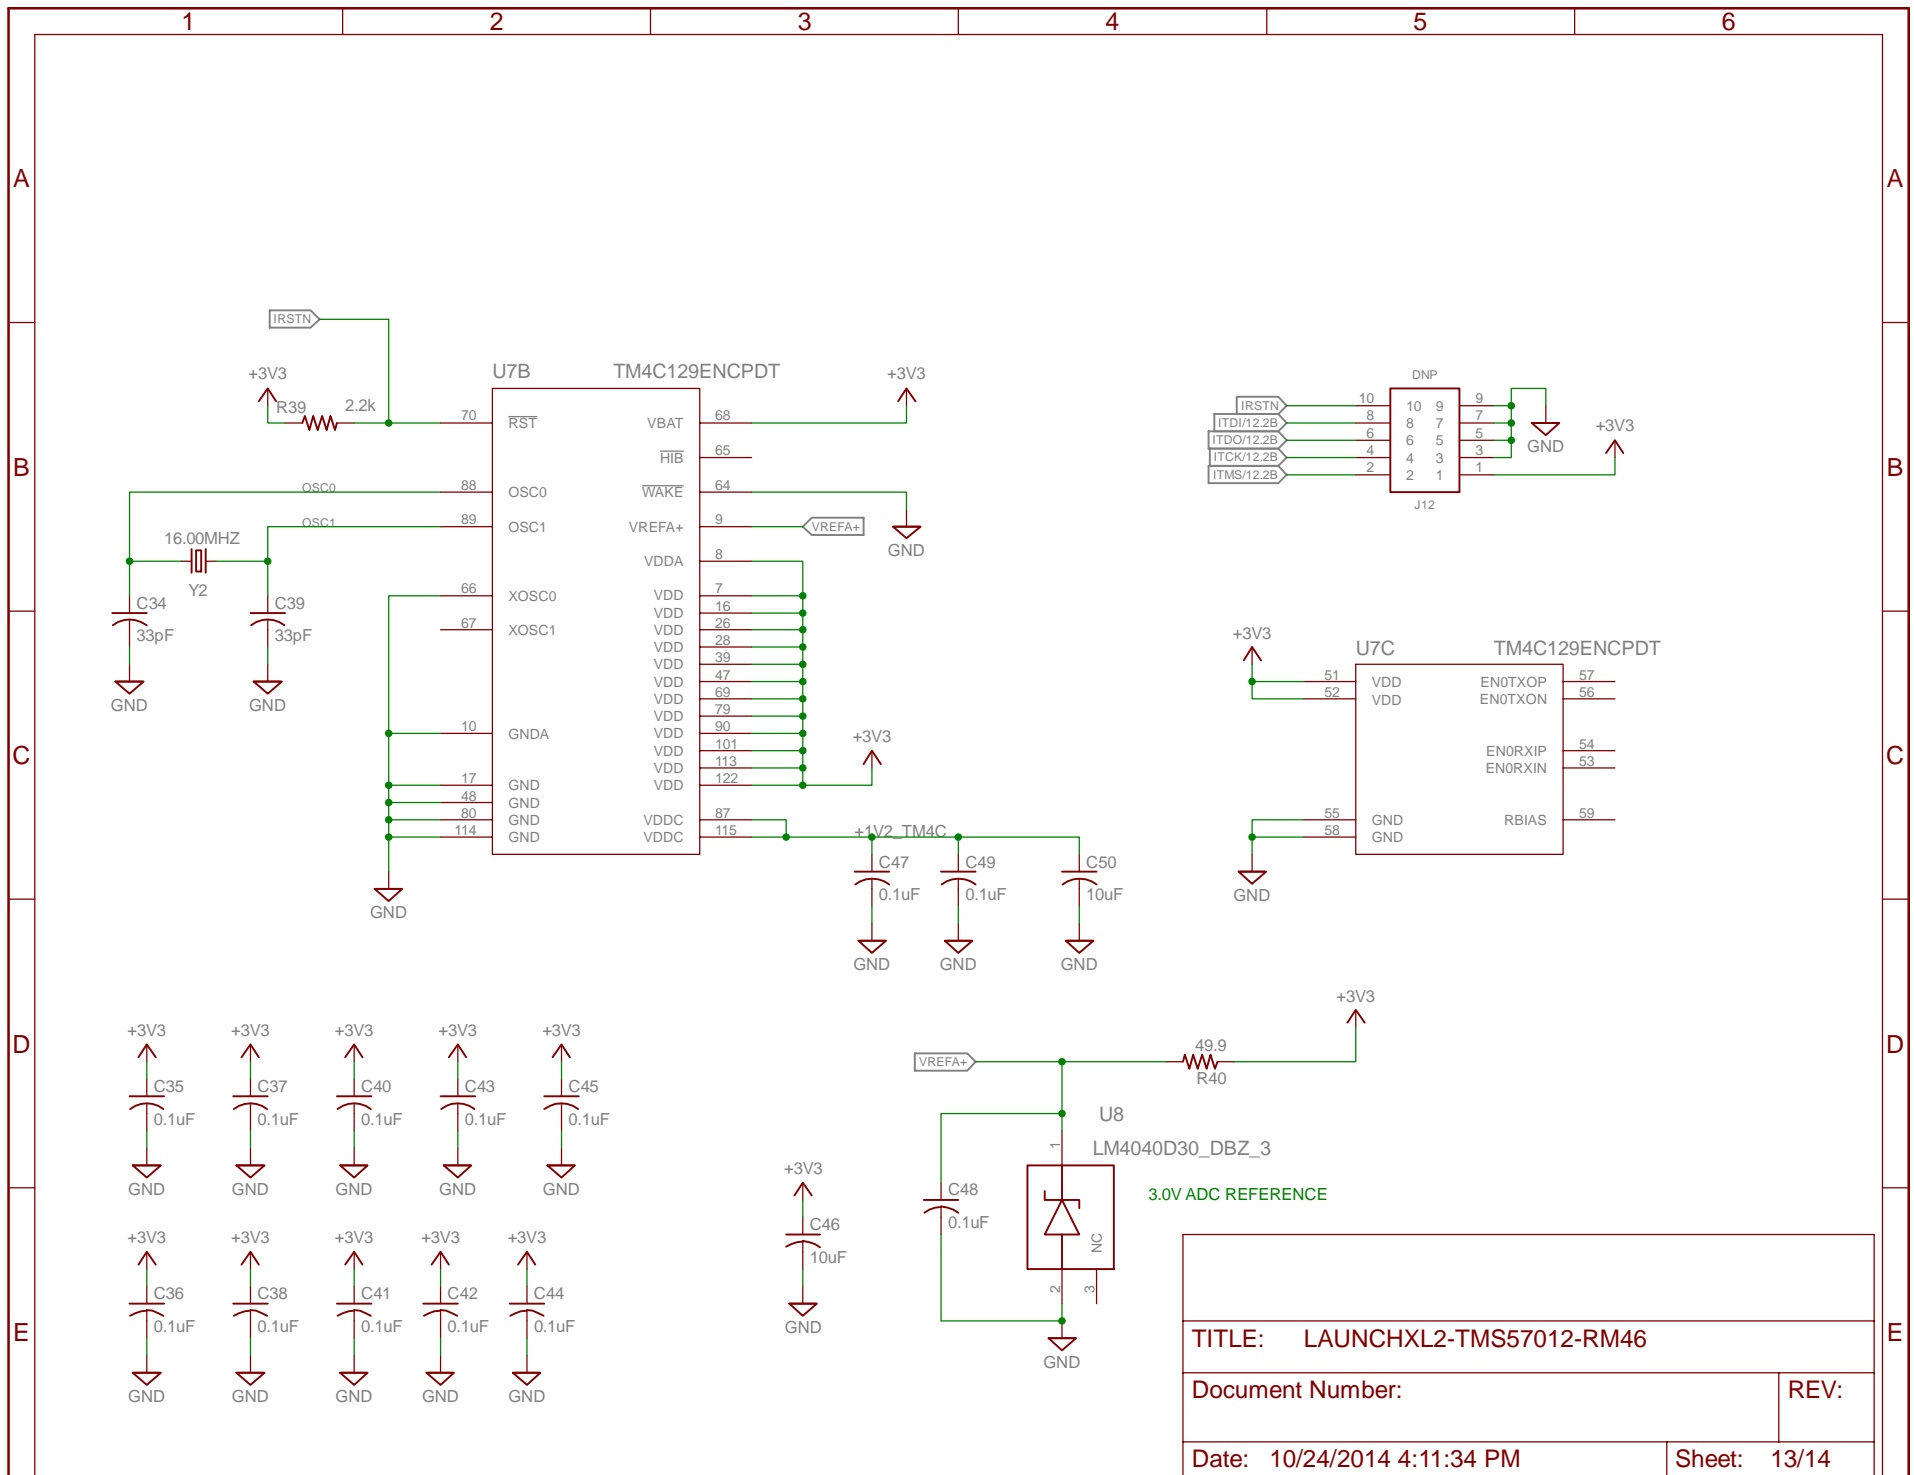 1 2 3 4 5 6
A A
IRSTN
+3V3
R39 2.2k
U7B TM4C129ENCPDT
70 RST
88 OSC0
89 OSC1
66 XOSC0
67 XOSC1
10 GNDA
17 GND
48 GND
80 GND
114 GND
VBAT 68
HIB 65
WAKE 64
VREFA+ 9
VDDA 8
VDD 7
VDD 16
VDD 26
VDD 28
VDD 39
VDD 47
VDD 69
VDD 79
VDD 90
VDD 101
VDD 113
VDD 122
VDDC 87
VDDC 115
+3V3
GND
VREFA+
OSC0
OSC1
16.00MHZ
Y2
C34
33pF
GND
C39
33pF
GND
GND
+3V3
+1V2_TM4C
C47
0.1uF
GND
C49
0.1uF
GND
C50
10uF
GND
B B
DNP
IRSTN 10 10 9 9
ITDI/12.2B 8 8 7 7
ITDO/12.2B 6 6 5 5
ITCK/12.2B 4 4 3 3
ITMS/12.2B 2 2 1 1
J12
GND
+3V3
C C
+3V3
U7C TM4C129ENCPDT
51 VDD EN0TXOP 57
52 VDD EN0TXON 56
EN0RXIP 54
EN0RXIN 53
55 GND RBIAS 59
58 GND
GND
D D
+3V3 +3V3 +3V3 +3V3 +3V3
C35 C37 C40 C43 C45
0.1uF 0.1uF 0.1uF 0.1uF 0.1uF
GND GND GND GND GND
+3V3 +3V3 +3V3 +3V3 +3V3
C36 C38 C41 C42 C44
0.1uF 0.1uF 0.1uF 0.1uF 0.1uF
GND GND GND GND GND
+3V3
C46
10uF
GND
VREFA+
49.9
R40
+3V3
U8
LM4040D30_DBZ_3
1
2
3
NC
C48
0.1uF
GND
3.0V ADC REFERENCE
E E
TITLE: LAUNCHXL2-TMS57012-RM46
Document Number: REV:
Date: 10/24/2014 4:11:34 PM Sheet: 13/14